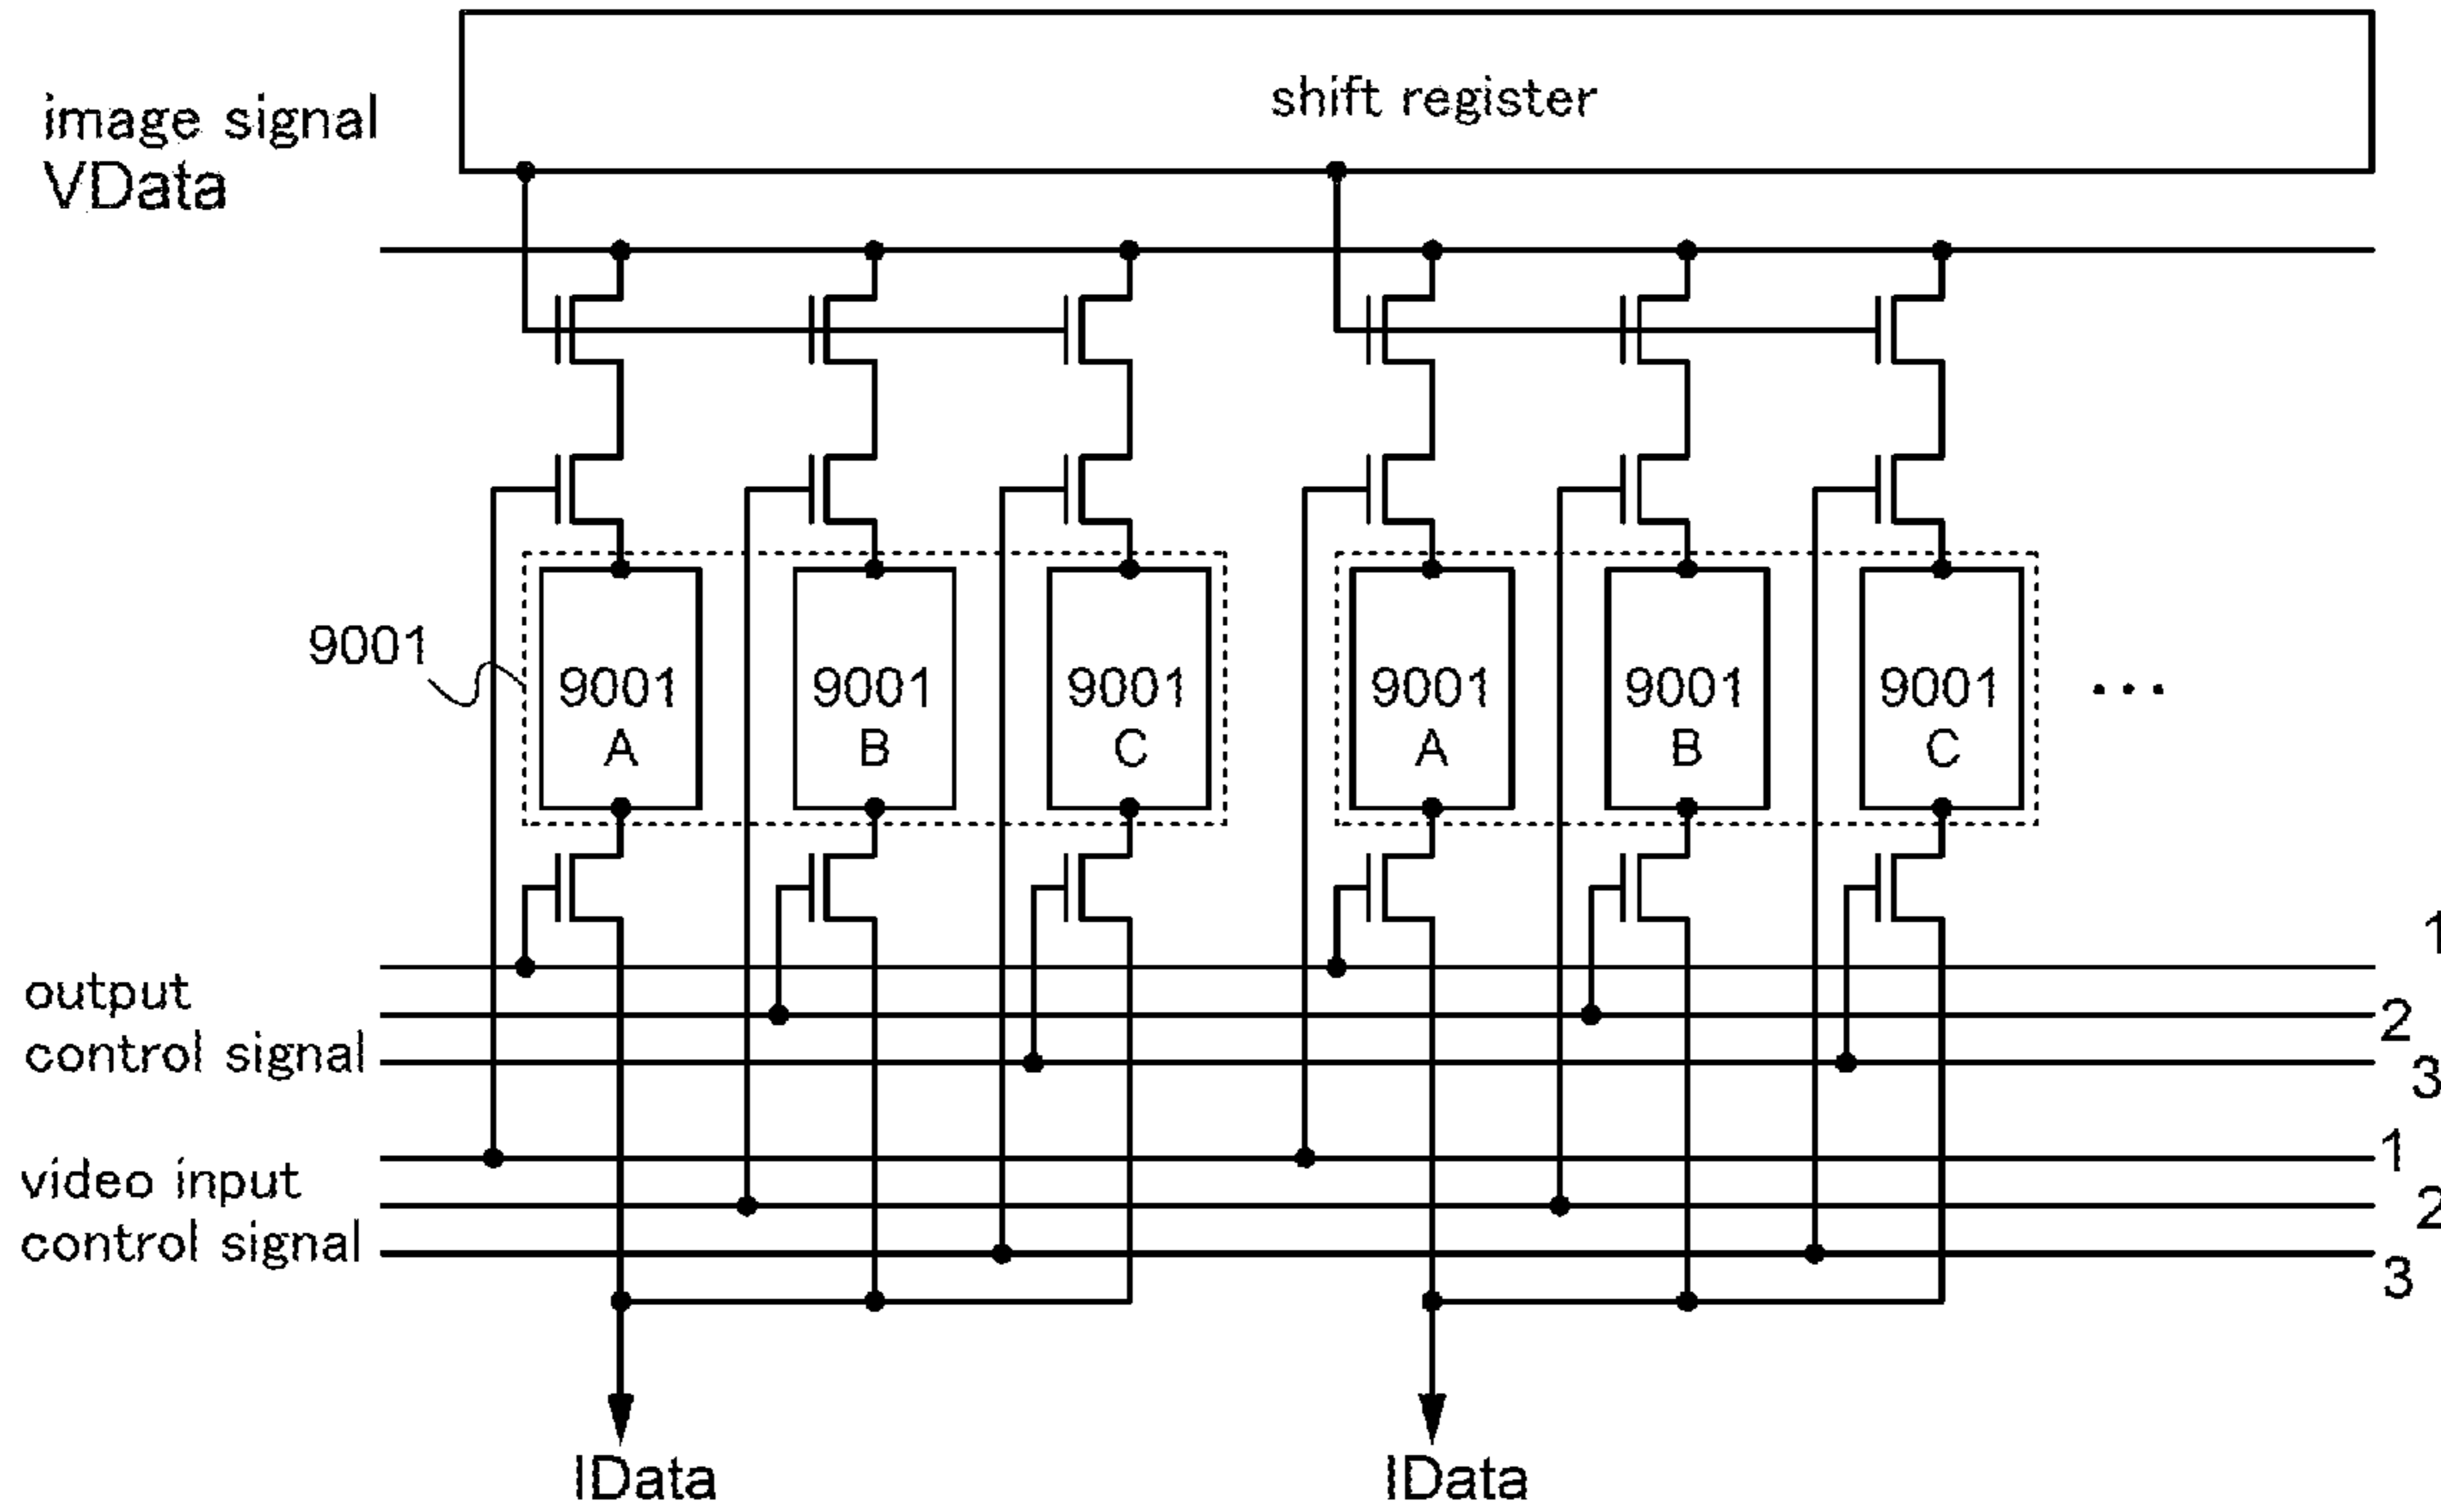 shift register
image signal
VData
9001
9001
A
9001
B
9001
C
9001
A
9001
B
9001
C
...
output
control signal
1
2
3
video input
control signal
1
2
3
IData
IData